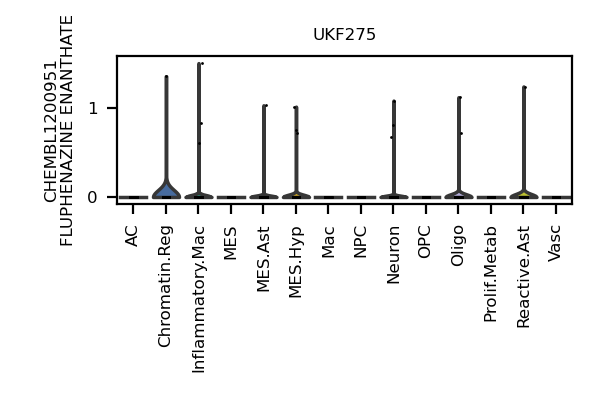 UKF275
CHEMBL1200951
FLUPHENAZINE ENANTHATE
1
0
AC
Chromatin.Reg
Inflammatory.Mac
MES
MES.Ast
MES.Hyp
Mac
NPC
Neuron
OPC
Oligo
Prolif.Metab
Reactive.Ast
Vasc